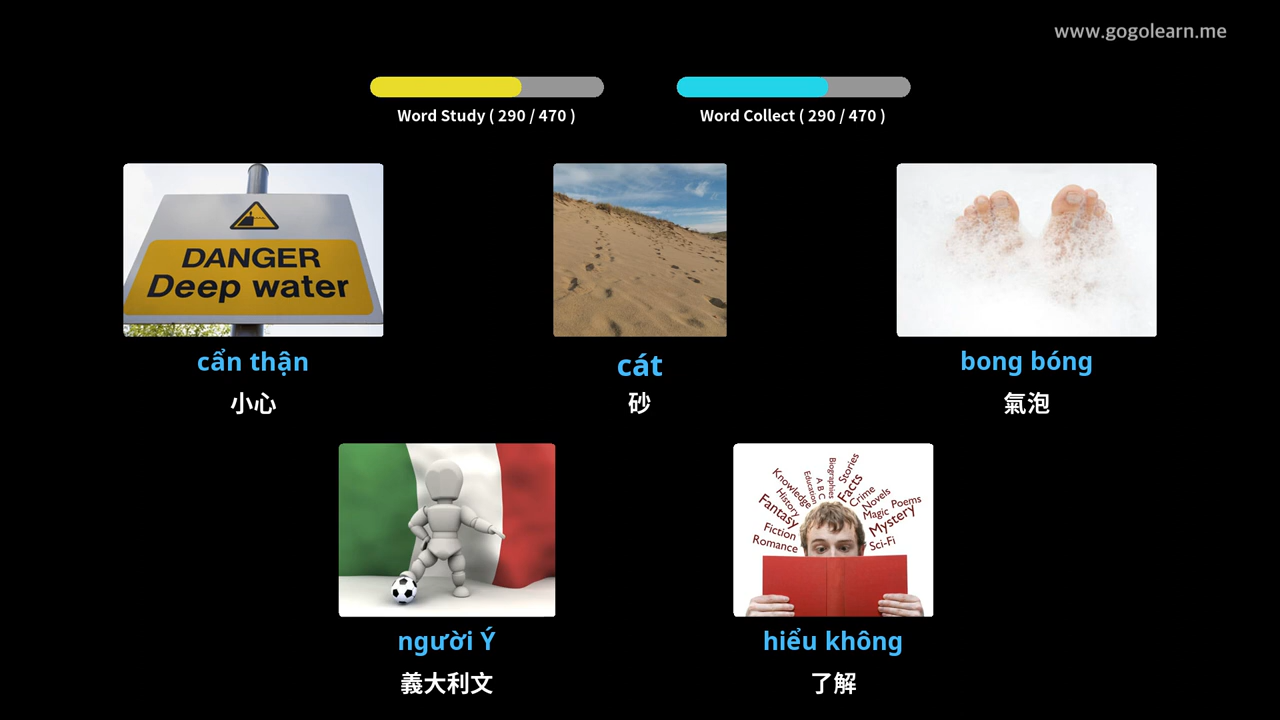 www.gogolearn.me
Word Study ( 290 / 470 )
Word Collect ( 290 / 470 )
DANGER
Deep water
cẩn thận
小心
cát
砂
bong bóng
氣泡
Knowledge
History
Fantasy
Fiction
Romance
Education
A B C
Biographies
Stories
Facts
Crime
Novels
Magic
Poems
Mystery
Sci-Fi
người Ý
義大利文
hiểu không
了解